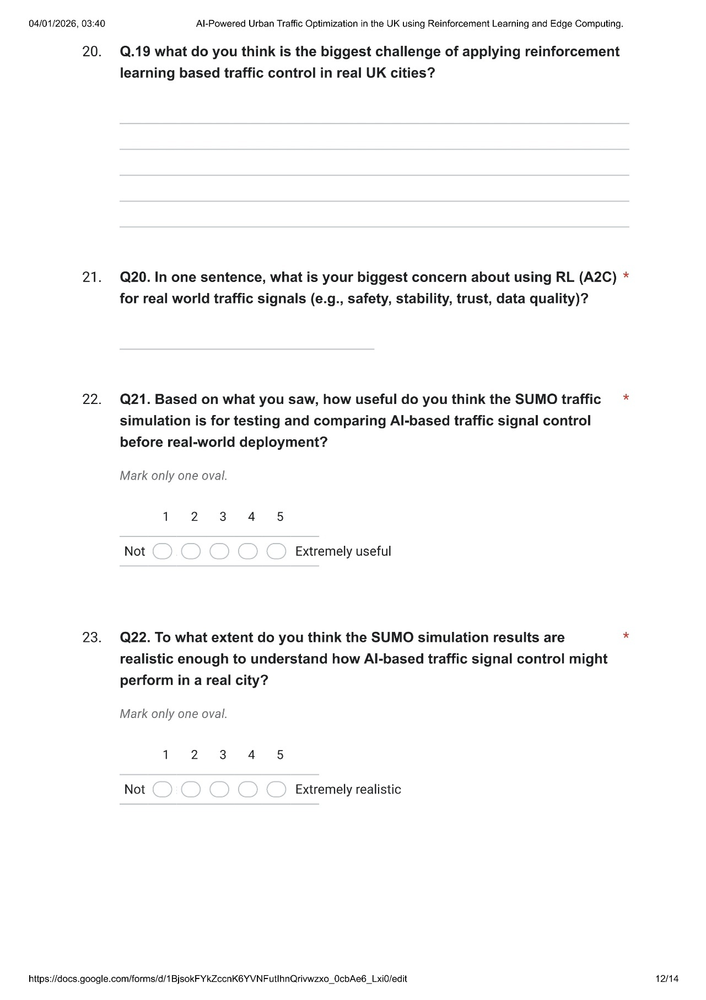 04/01/2026, 03:40
AI-Powered Urban Traffic Optimization in the UK using Reinforcement Learning and Edge Computing.
20. Q.19 what do you think is the biggest challenge of applying reinforcement
learning based traffic control in real UK cities?
21. Q20. In one sentence, what is your biggest concern about using RL (A2C) *
for real world traffic signals (e.g., safety, stability, trust, data quality)?
22. Q21. Based on what you saw, how useful do you think the SUMO traffic *
simulation is for testing and comparing AI-based traffic signal control
before real-world deployment?
Mark only one oval.
1 2 3 4 5
Not Extremely useful
23. Q22. To what extent do you think the SUMO simulation results are *
realistic enough to understand how AI-based traffic signal control might
perform in a real city?
Mark only one oval.
1 2 3 4 5
Not Extremely realistic
https://docs.google.com/forms/d/1BjsokFYkZccnK6YVNFutIhnQrivwzxo_0cbAe6_Lxi0/edit
12/14